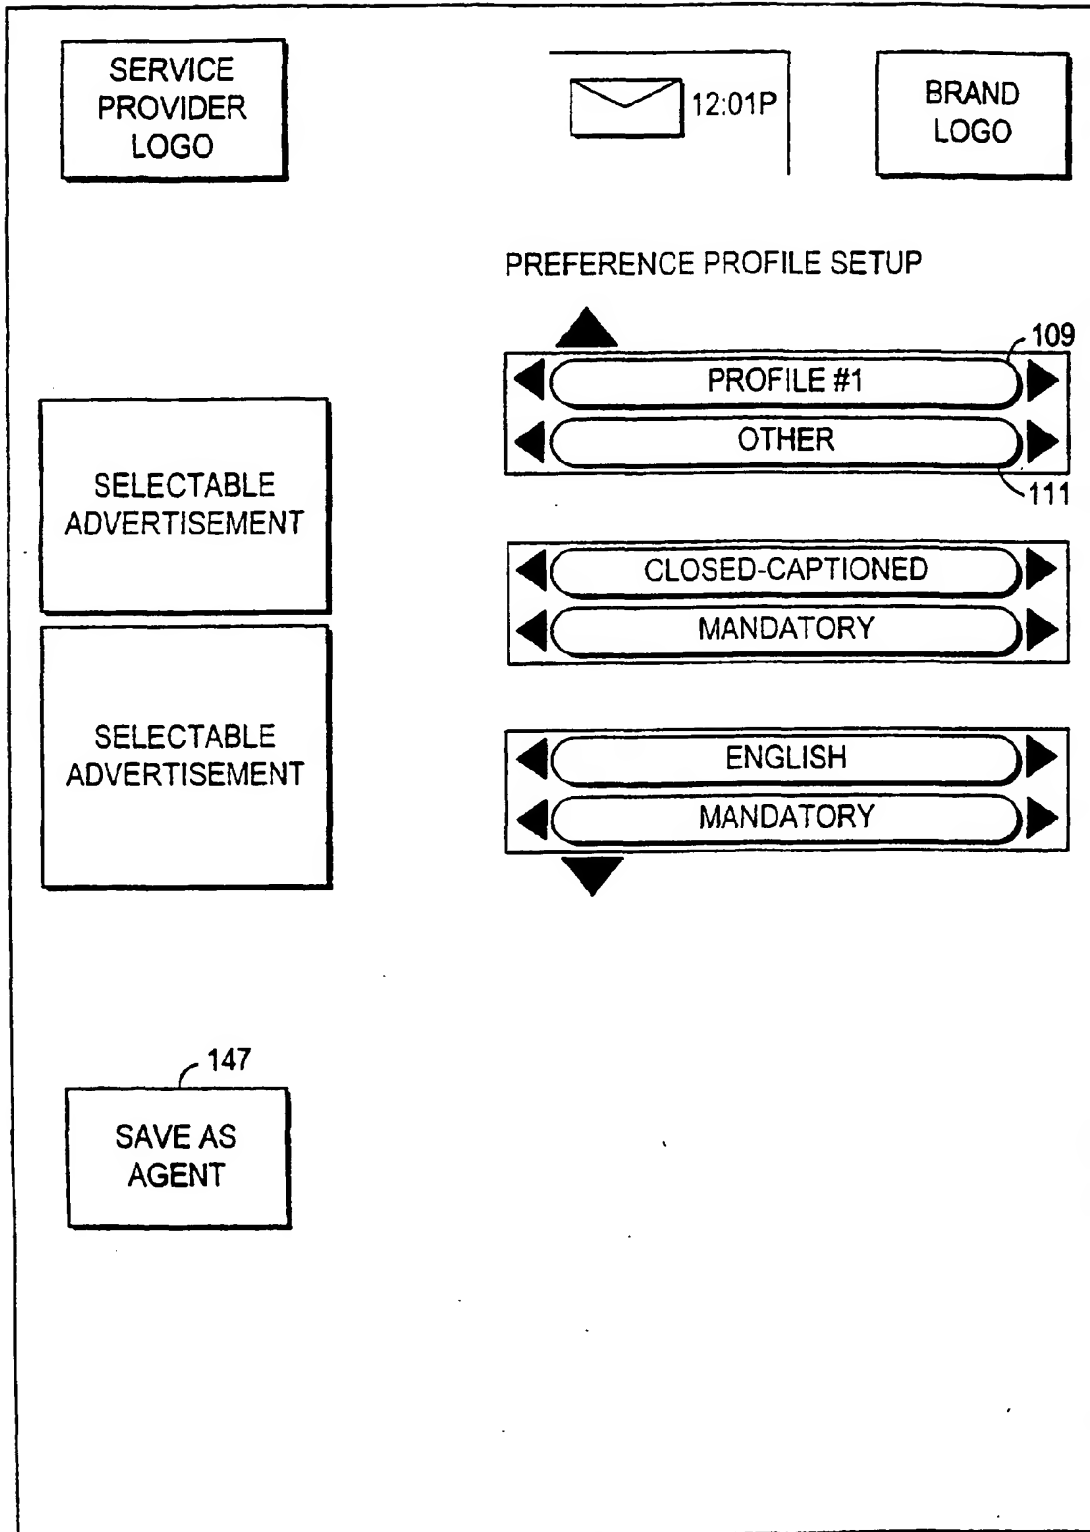 SERVICE
PROVIDER
LOGO
12:01P
BRAND
LOGO
PREFERENCE PROFILE SETUP
109
PROFILE #1
OTHER
111
SELECTABLE
ADVERTISEMENT
CLOSED-CAPTIONED
MANDATORY
SELECTABLE
ADVERTISEMENT
ENGLISH
MANDATORY
147
SAVE AS
AGENT